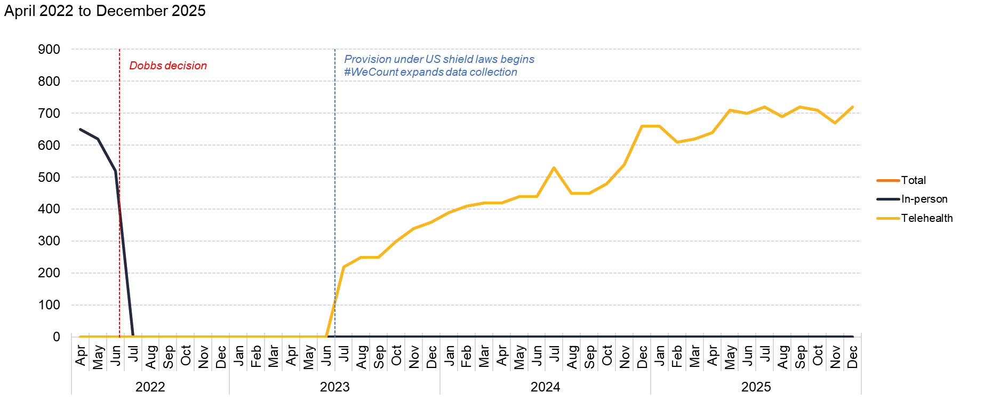 April 2022 to December 2025
900
Dobbs decision
Provision under US shield laws begins
#WeCount expands data collection
800
700
600
500
400
300
200
100
0
Total
In-person
Telehealth
Apr May Jun Jul Aug Sep Oct Nov Dec Jan Feb Mar Apr May Jun Jul Aug Sep Oct Nov Dec Jan Feb Mar Apr May Jun Jul Aug Sep Oct Nov Dec Jan Feb Mar Apr May Jun Jul Aug Sep Oct Nov Dec
2022 2023 2024 2025